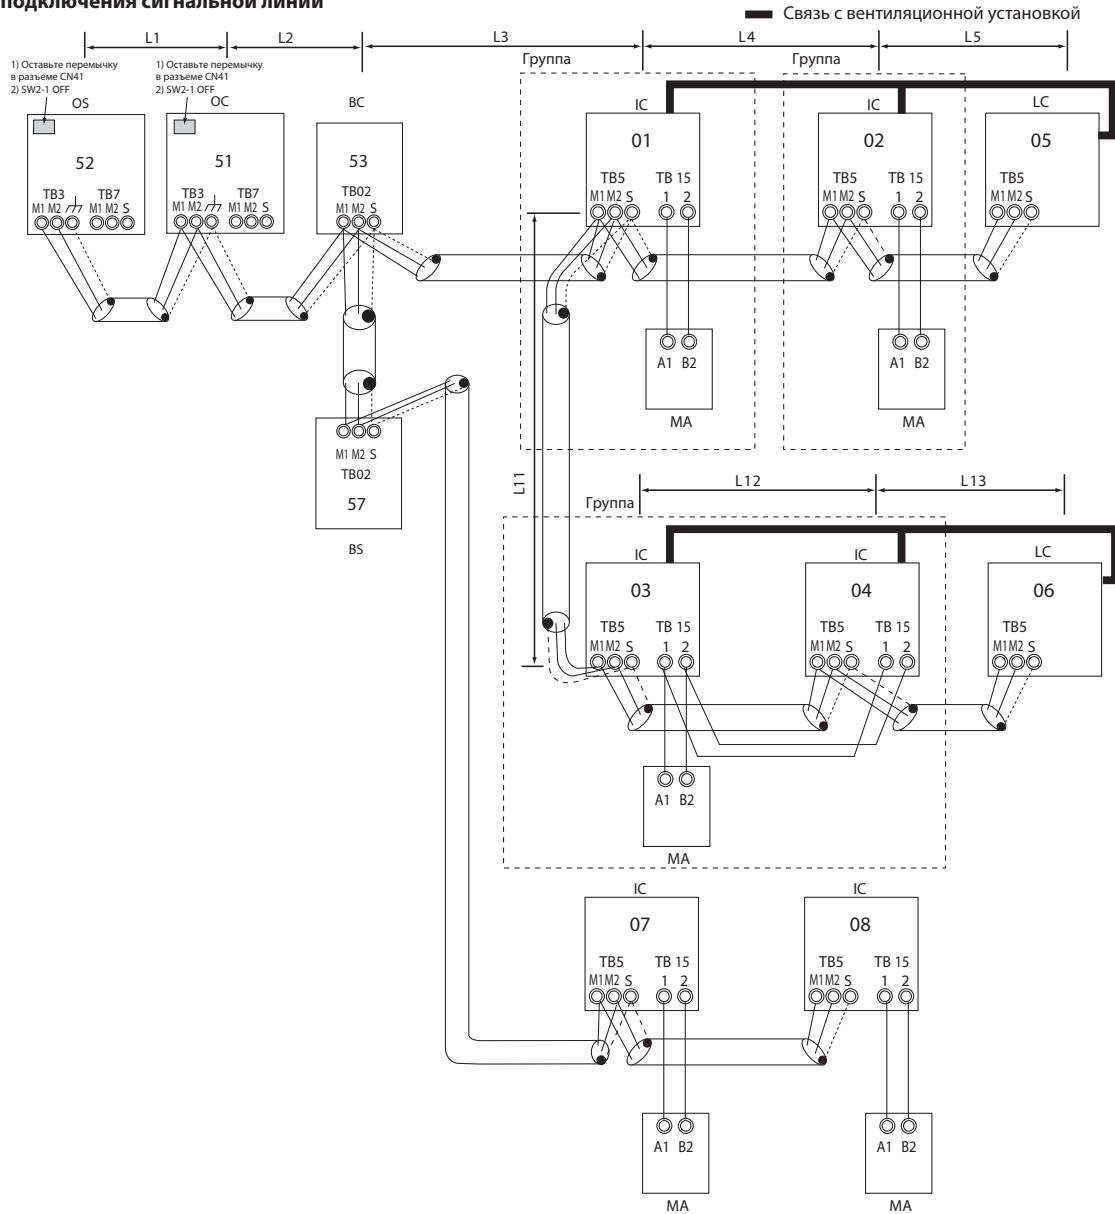 подключения сигнальной линии
Связь с вентиляционной установкой
L1
L2
L3
L4
L5
Группа
Группа
1) Оставьте перемычку
в разъеме CN41
2) SW2-1 OFF
1) Оставьте перемычку
в разъеме CN41
2) SW2-1 OFF
OS
OC
BC
IC
IC
LC
52
51
53
01
02
05
TB3
TB7
M1 M2
M1 M2 S
TB3
TB7
M1 M2
M1 M2 S
TB02
M1 M2 S
TB5
TB 15
M1 M2 S
1 2
TB5
TB 15
M1 M2 S
1 2
TB5
M1 M2 S
A1 B2
MA
A1 B2
MA
M1 M2 S
TB02
57
BS
L11
L12
L13
Группа
IC
IC
LC
03
04
06
TB5
TB 15
M1 M2 S
1 2
TB5
TB 15
M1 M2 S
1 2
TB5
M1 M2 S
A1 B2
MA
IC
IC
07
08
TB5
TB 15
M1 M2 S
1 2
TB5
TB 15
M1 M2 S
1 2
A1 B2
MA
A1 B2
MA